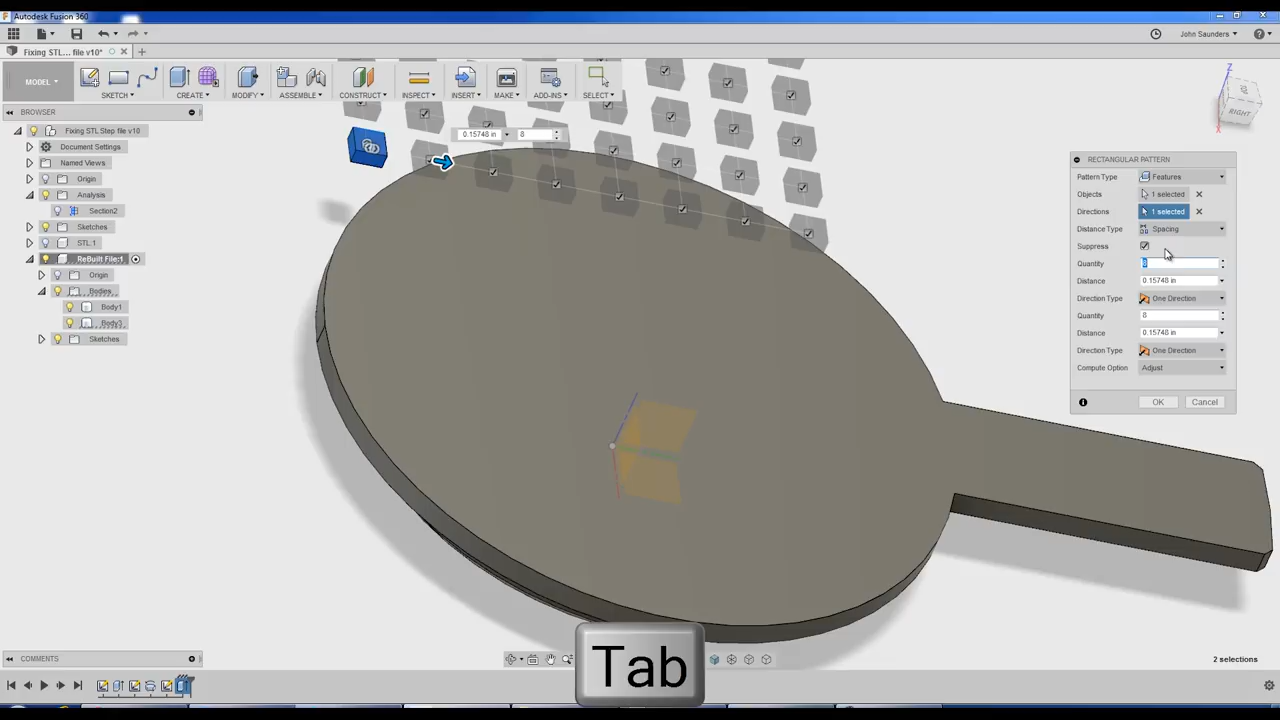 Autodesk Fusion 360
John Saunders
Fixing STL... file v10*
MODEL
SKETCH
CREATE
MODIFY
ASSEMBLE
CONSTRUCT
INSPECT
INSERT
MAKE
ADD-INS
SELECT
BROWSER
Fixing STL Step file v10
Document Settings
Named Views
Origin
Analysis
Section2
Sketches
STL:1
ReBuilt File:1
Origin
Bodies
Body1
Body3
Sketches
0.15748 in
8
RIGHT
Z
X
RECTANGULAR PATTERN
Pattern Type Features
Objects 1 selected
Directions 1 selected
Distance Type Spacing
Suppress
Quantity 8
Distance 0.15748 in
Direction Type One Direction
Quantity 8
Distance 0.15748 in
Direction Type One Direction
Compute Option Adjust
OK Cancel
Tab
COMMENTS
2 selections